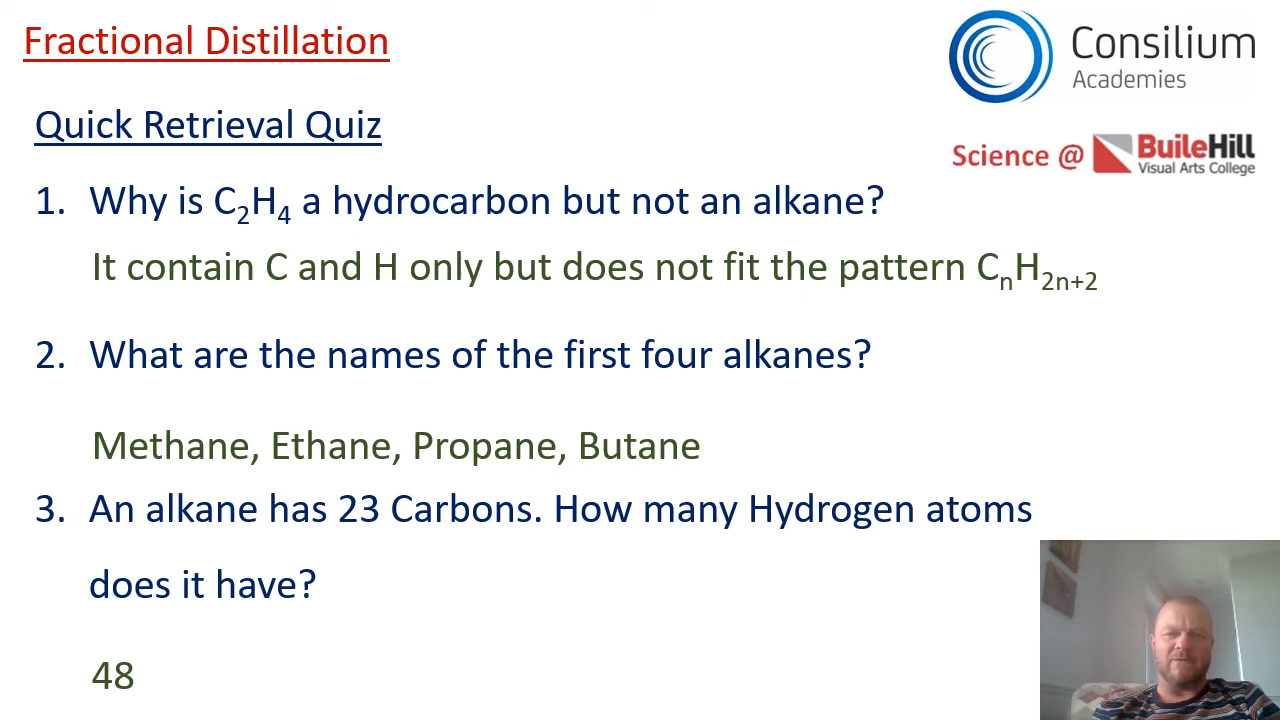 Fractional Distillation
Consilium
Academies
Quick Retrieval Quiz
Science @ BuileHill
Visual Arts College
1. Why is C₂H₄ a hydrocarbon but not an alkane?
It contain C and H only but does not fit the pattern CₙH₂ₙ₊₂
2. What are the names of the first four alkanes?
Methane, Ethane, Propane, Butane
3. An alkane has 23 Carbons. How many Hydrogen atoms
does it have?
48